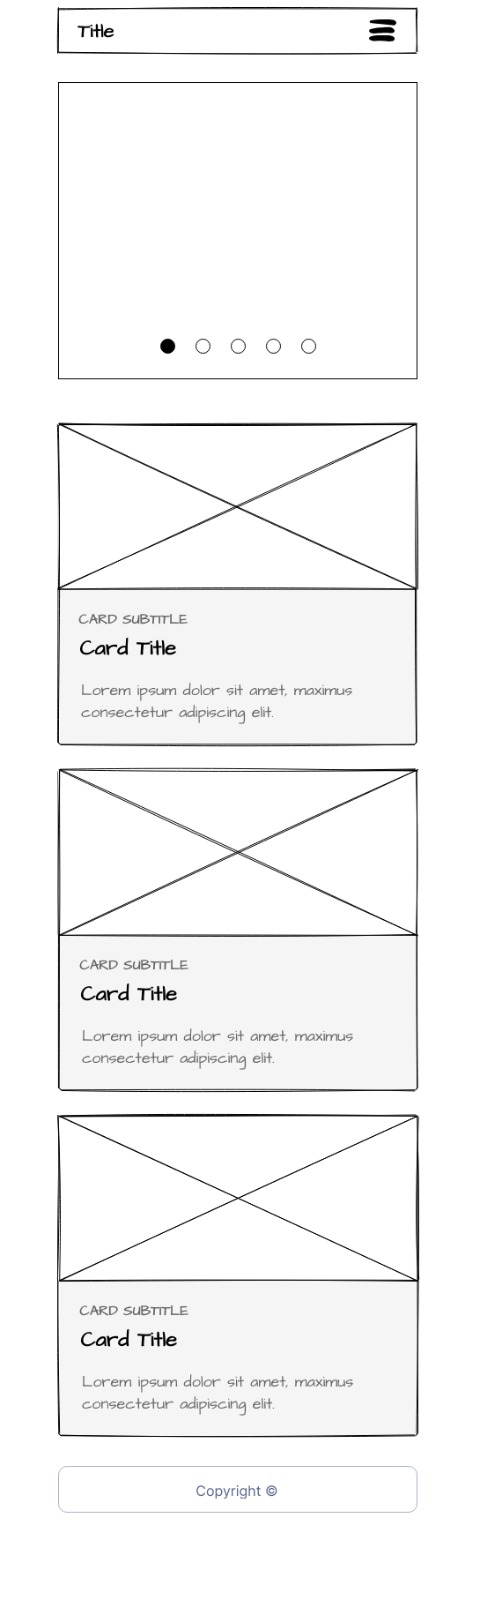 Title
CARD SUBTITLE
Card Title
Lorem ipsum dolor sit amet, maximus
consectetur adipiscing elit.
CARD SUBTITLE
Card Title
Lorem ipsum dolor sit amet, maximus
consectetur adipiscing elit.
CARD SUBTITLE
Card Title
Lorem ipsum dolor sit amet, maximus
consectetur adipiscing elit.
Copyright ©